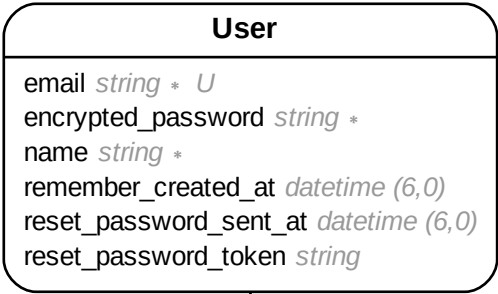 User
email string * U
encrypted_password string *
name string *
remember_created_at datetime (6,0)
reset_password_sent_at datetime (6,0)
reset_password_token string